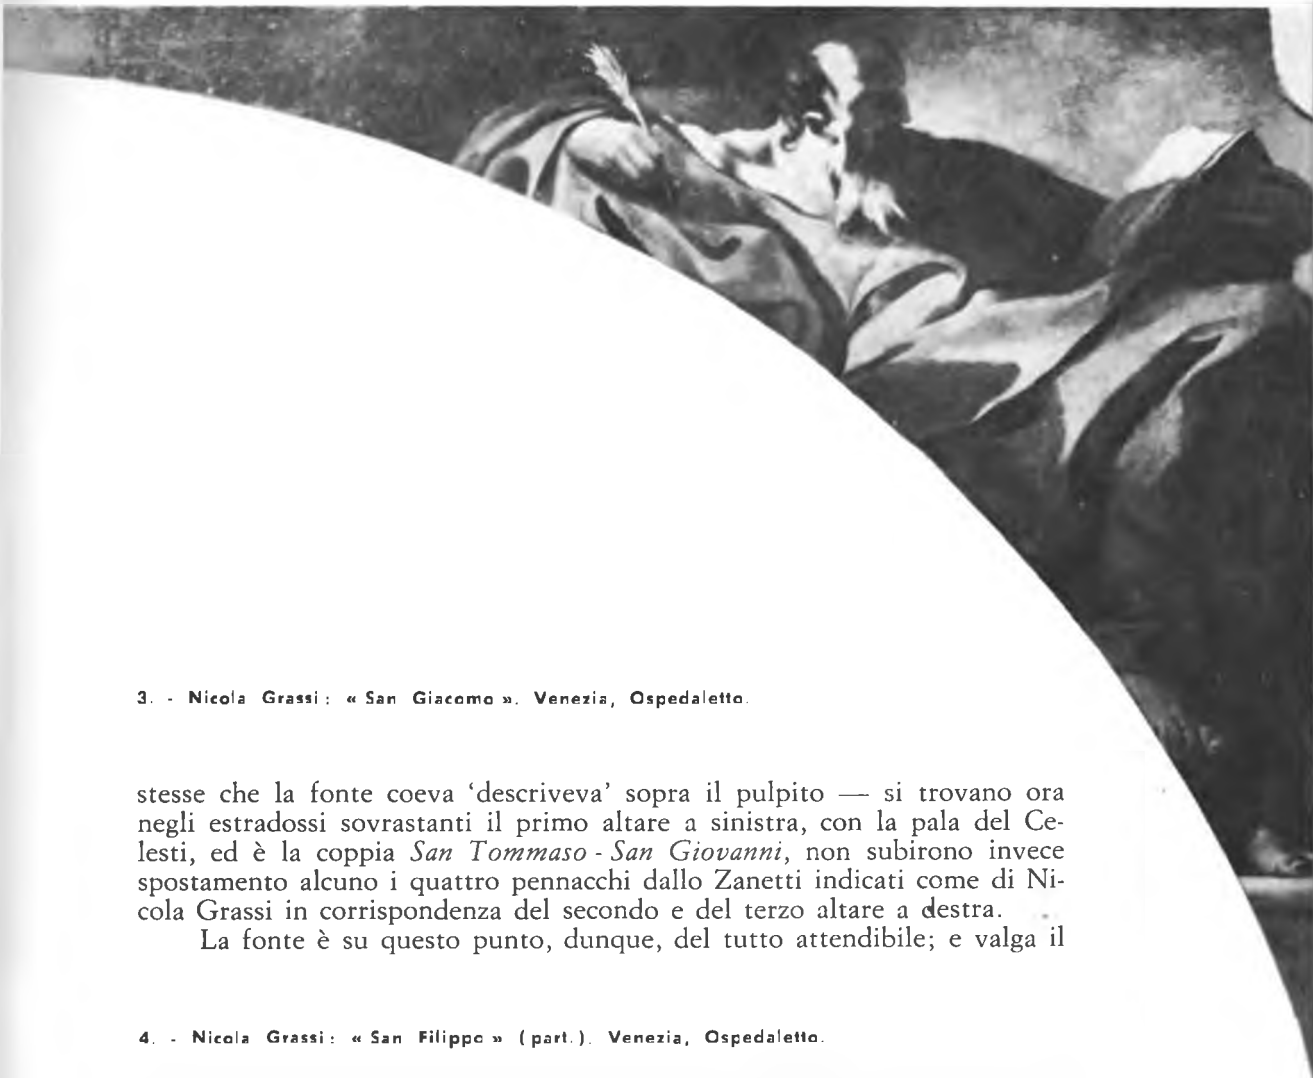 3. - Nicola Grassi: « San Giacomo ». Venezia, Ospedaletto.
stesse che la fonte coeva ‘descriveva’ sopra il pulpito — si trovano ora
negli estradossi sovrastanti il primo altare a sinistra, con la pala del Ce-
lesti, ed è la coppia San Tommaso - San Giovanni, non subirono invece
spostamento alcuno i quattro pennacchi dallo Zanetti indicati come di Ni-
cola Grassi in corrispondenza del secondo e del terzo altare a destra.
La fonte è su questo punto, dunque, del tutto attendibile; e valga il
4. - Nicola Grassi: « San Filippo » (part.). Venezia, Ospedaletto.